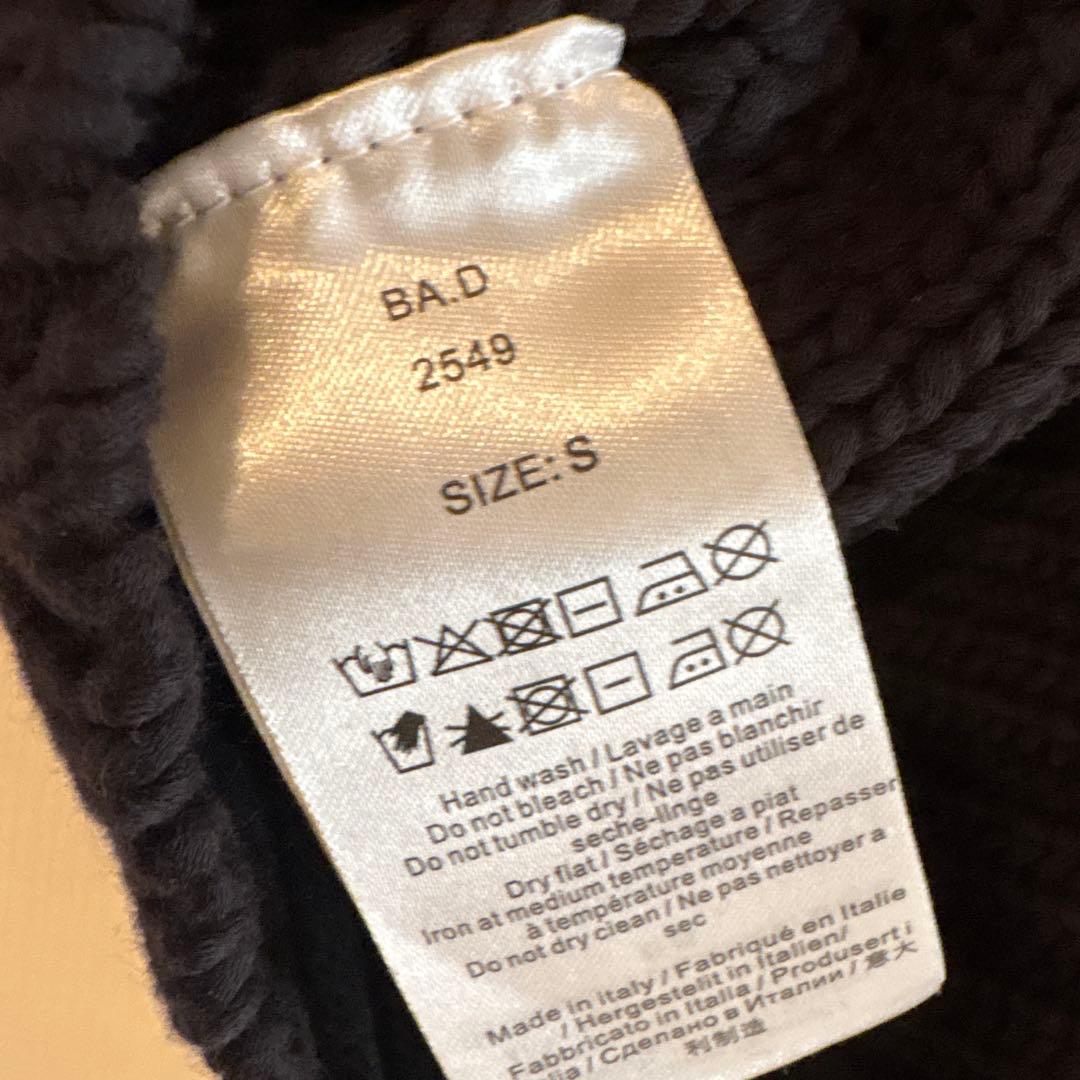 BA.D
2549
SIZE: S
Hand wash / Lavage a main
Do not bleach / Ne pas blanchir
Do not tumble dry / Ne pas utiliser de
seche-linge
Dry flat / Séchage a piat
Iron at medium temperature / Repasser
à température moyenne
Do not dry clean / Ne pas nettoyer a
sec
Made in italy / Fabriqué en Italie
/ Hergestelit in Italien/
Fabbricato in Italia / Produsert i
lia / Сделано в Италии / 意大
利制造